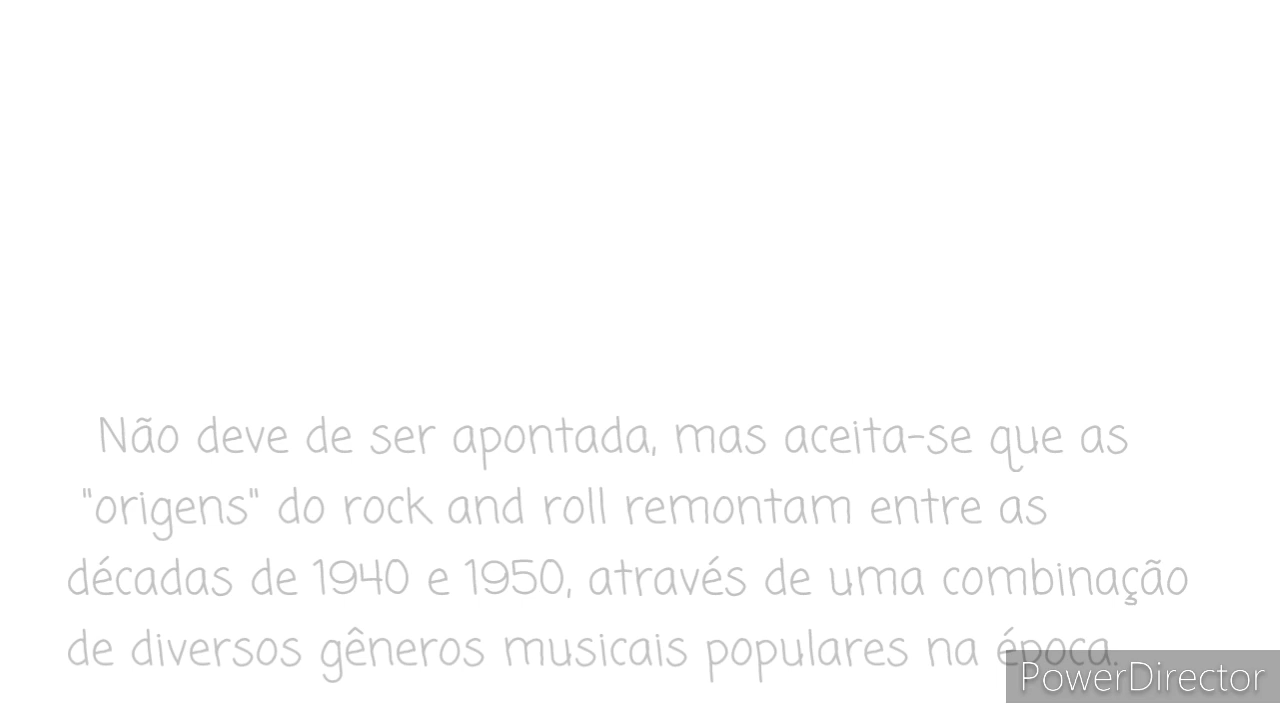 Não deve de ser apontada, mas aceita-se que as
"origens" do rock and roll remontam entre as
décadas de 1940 e 1950, através de uma combinação
de diversos gêneros musicais populares na época.
PowerDirector